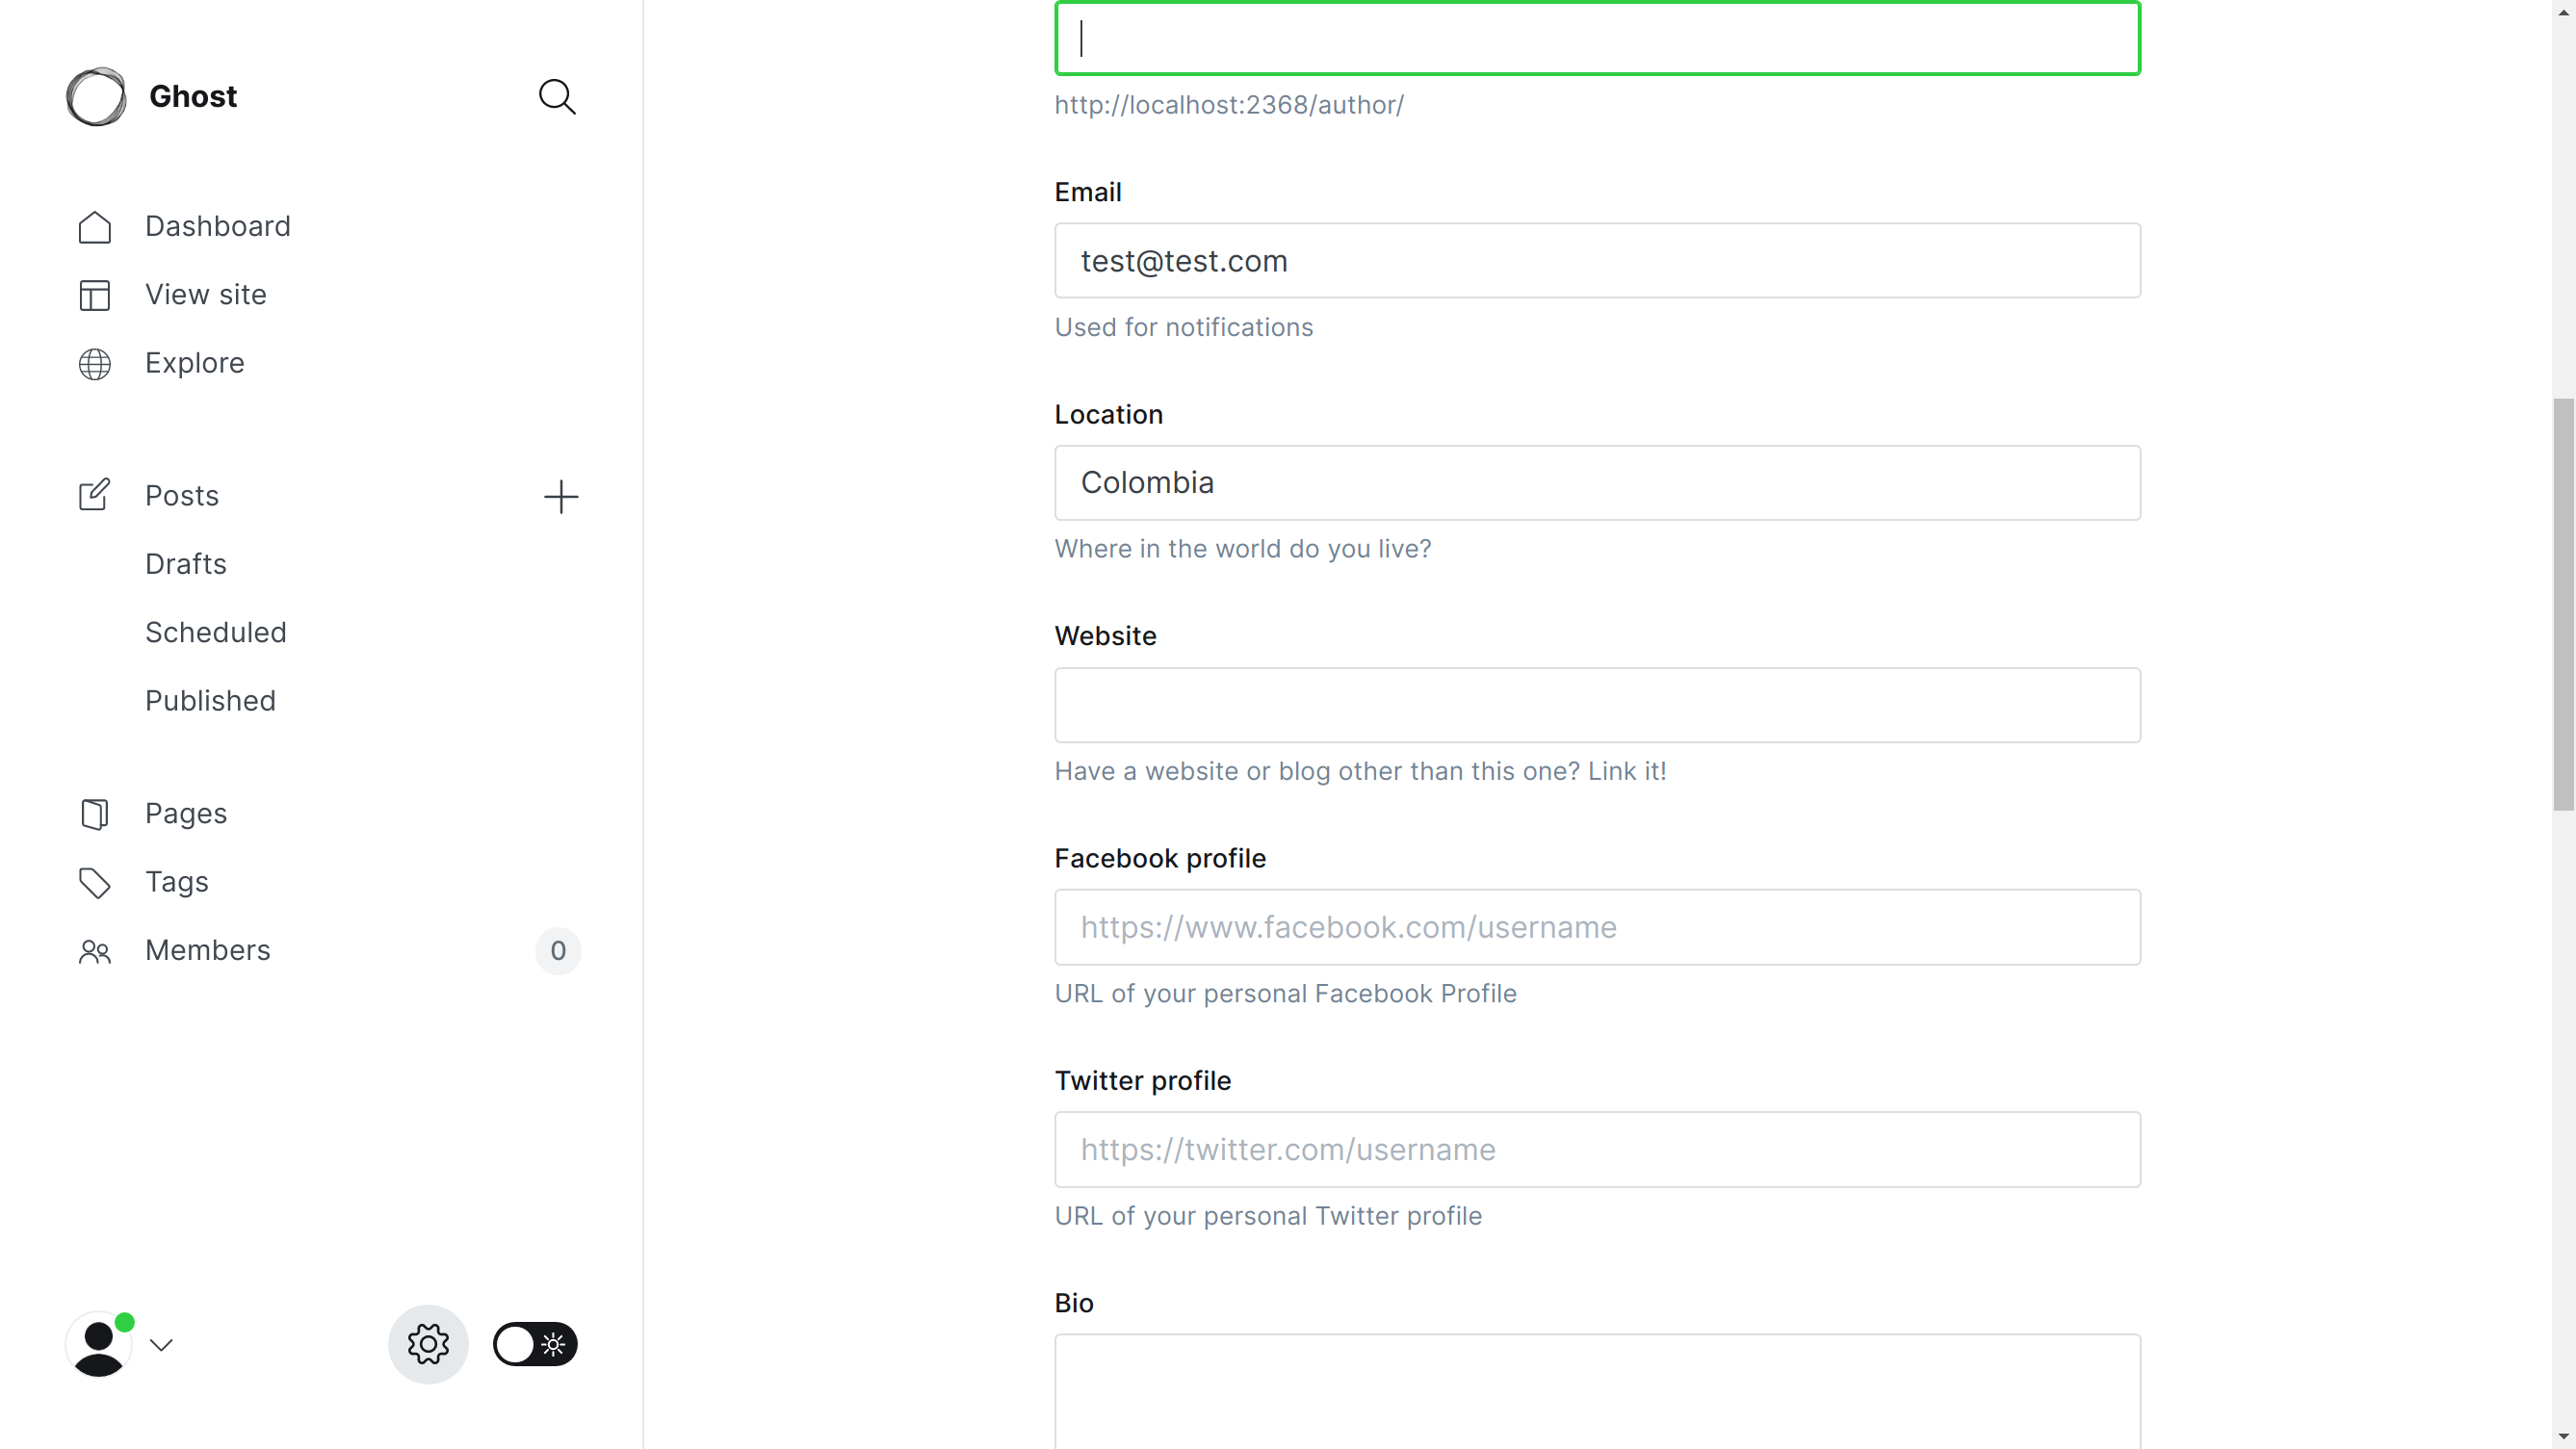 Ghost
Dashboard
View site
Explore
Posts
Drafts
Scheduled
Published
Pages
Tags
Members
0
http://localhost:2368/author/
Email
test@test.com
Used for notifications
Location
Colombia
Where in the world do you live?
Website
Have a website or blog other than this one? Link it!
Facebook profile
https://www.facebook.com/username
URL of your personal Facebook Profile
Twitter profile
https://twitter.com/username
URL of your personal Twitter profile
Bio